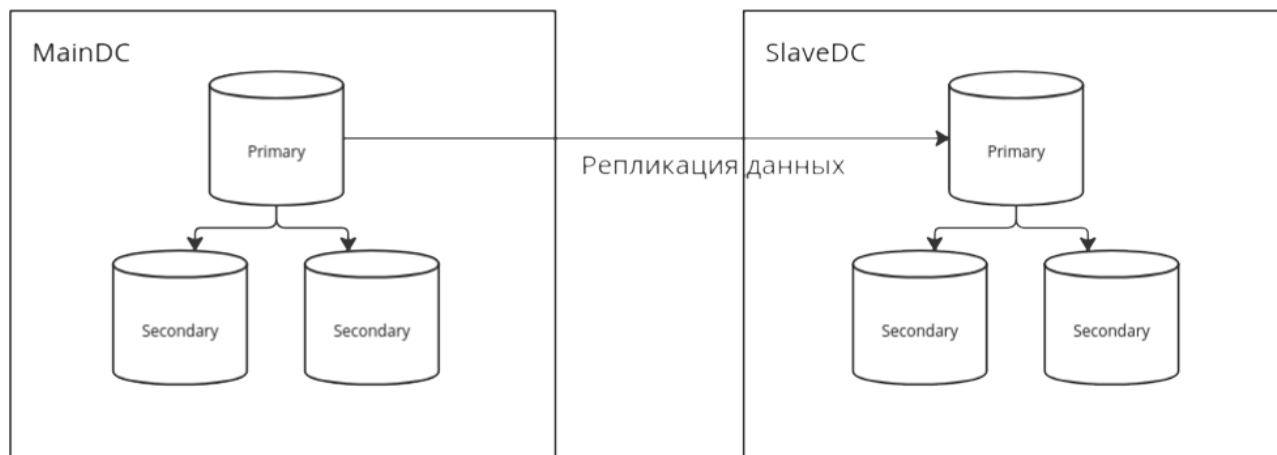 MainDC
SlaveDC
Primary
Primary
Репликация данных
Secondary
Secondary
Secondary
Secondary